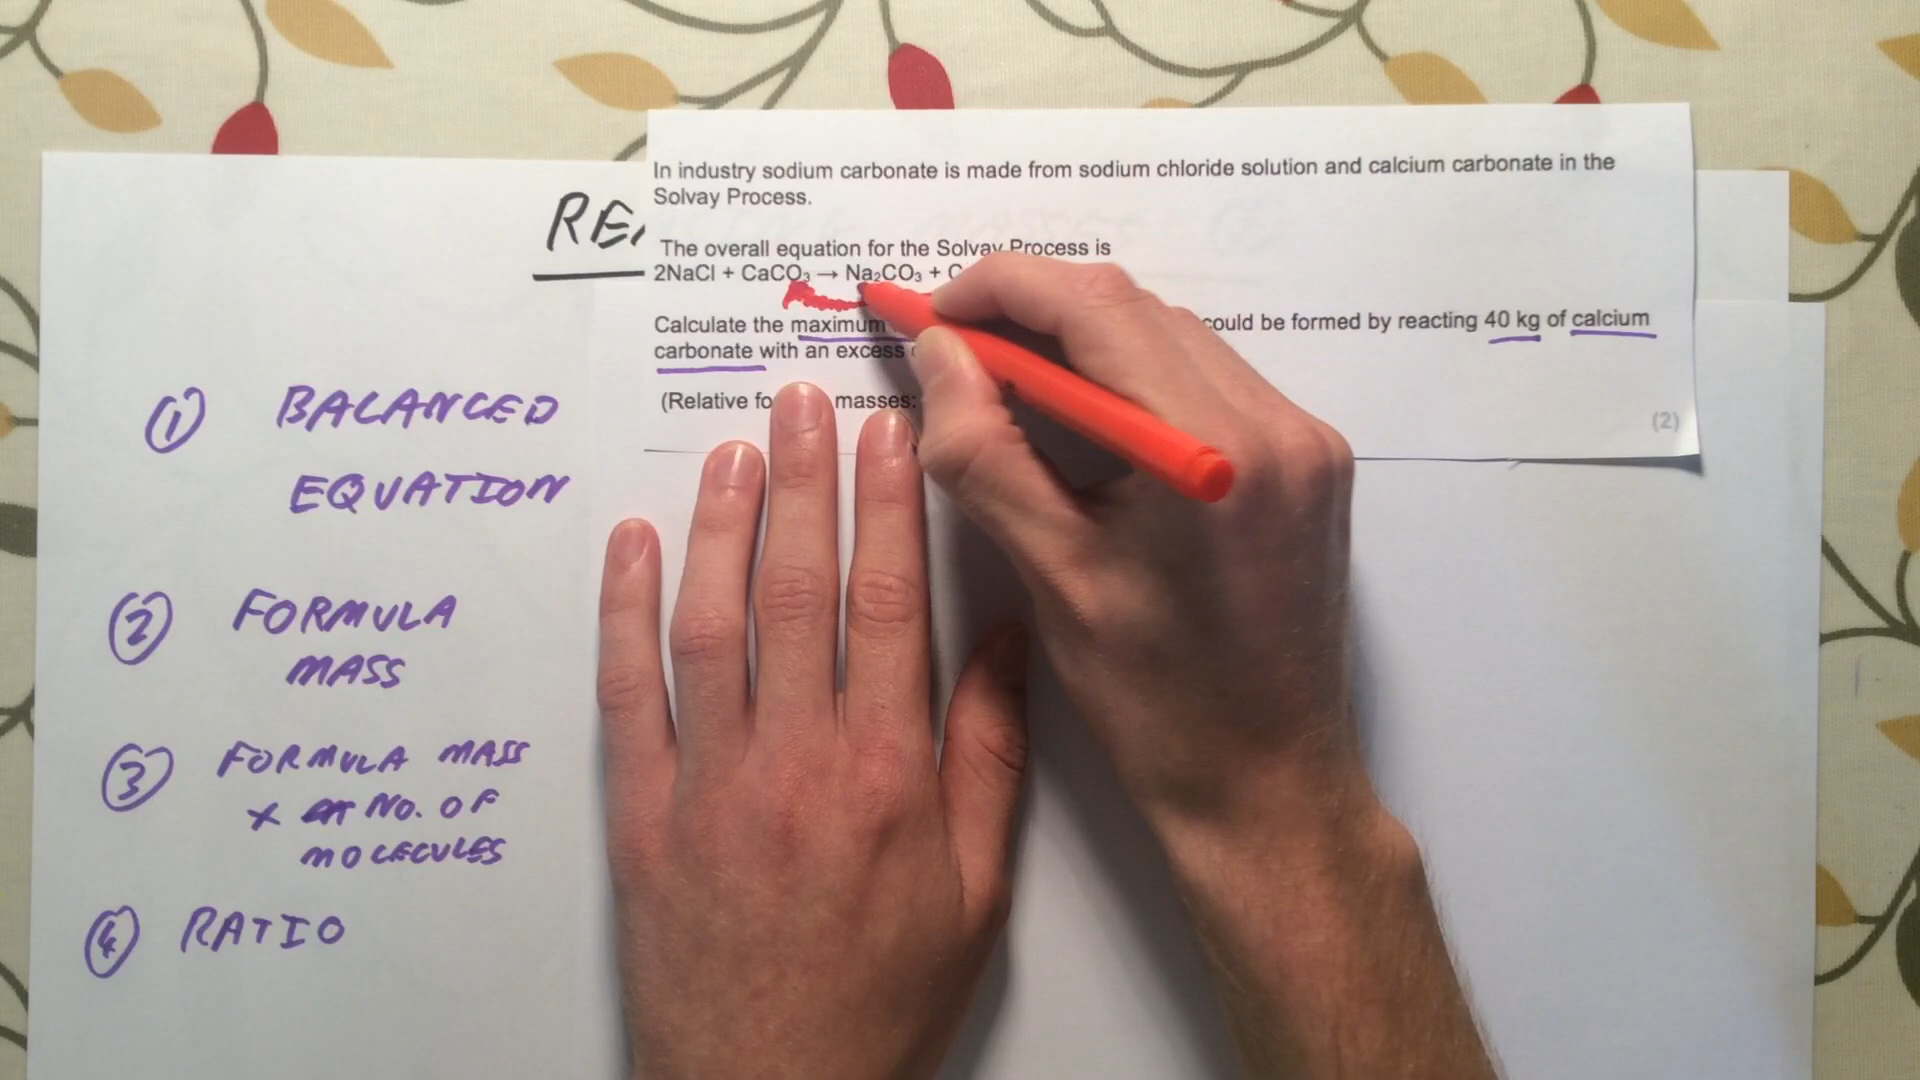 In industry sodium carbonate is made from sodium chloride solution and calcium carbonate in the
Solvay Process.
The overall equation for the Solvay Process is
2NaCl + CaCO₃ → Na₂CO₃ + C
Calculate the maximum could be formed by reacting 40 kg of calcium
carbonate with an excess
(Relative masses:
(2)
① BALANCED
EQUATION
② FORMULA
MASS
③ FORMULA MASS
× NO. OF
MOLECULES
④ RATIO